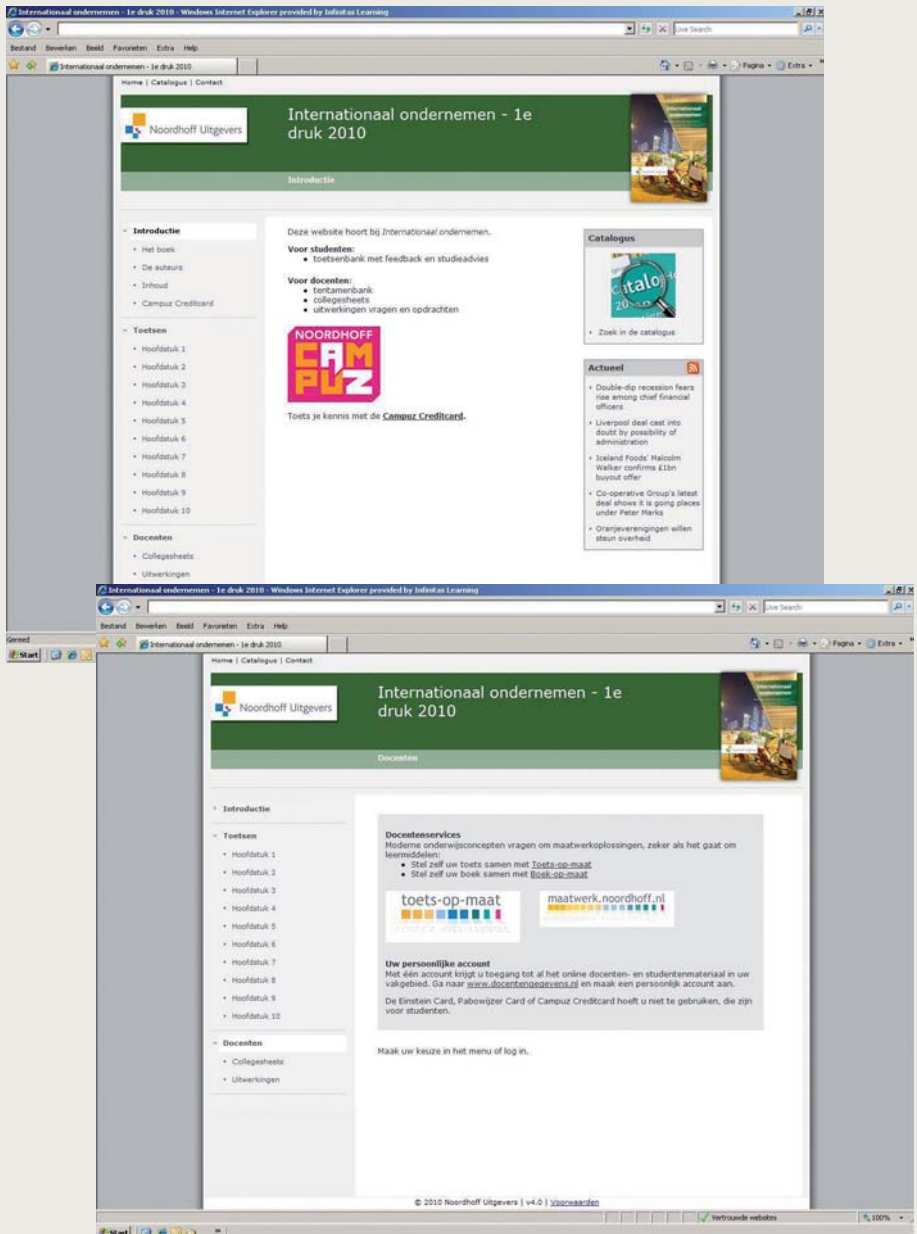 Internationaal ondernemen - 1e druk 2010 - Windows Internet Explorer provided by Infinitas Learning
Live Search
Bestand Bewerken Beeld Favorieten Extra Help
Internationaal ondernemen - 1e druk 2010
Pagina Extra
Home | Catalogus | Contact
Noordhoff Uitgevers
Internationaal ondernemen - 1e
druk 2010
Internationaal
ondernemen
Introductie
Introductie
Het boek
De auteurs
Inhoud
Campuz Creditcard
Toetsen
Hoofdstuk 1
Hoofdstuk 2
Hoofdstuk 3
Hoofdstuk 4
Hoofdstuk 5
Hoofdstuk 6
Hoofdstuk 7
Hoofdstuk 8
Hoofdstuk 9
Hoofdstuk 10
Docenten
Collegesheets
Uitwerkingen
Deze website hoort bij Internationaal ondernemen.
Voor studenten:
toetsenbank met feedback en studieadvies
Voor docenten:
tentamenbank
collegesheets
uitwerkingen vragen en opdrachten
NOORDHOFF
CAM
PUZ
Toets je kennis met de Campuz Creditcard.
Catalogus
Zoek in de catalogus
Actueel
Double-dip recession fears
rise among chief financial
officers
Liverpool deal cast into
doubt by possibility of
administration
Iceland Foods' Malcolm
Walker confirms £1bn
buyout offer
Co-operative Group's latest
deal shows it is going places
under Peter Marks
Oranjeverenigingen willen
steun overheid
Gereed
Start
Internationaal ondernemen - 1e druk 2010 - Windows Internet Explorer provided by Infinitas Learning
Live Search
Bestand Bewerken Beeld Favorieten Extra Help
Internationaal ondernemen - 1e druk 2010
Pagina Extra
Home | Catalogus | Contact
Noordhoff Uitgevers
Internationaal ondernemen - 1e
druk 2010
Internationaal
ondernemen
Docenten
Introductie
Toetsen
Hoofdstuk 1
Hoofdstuk 2
Hoofdstuk 3
Hoofdstuk 4
Hoofdstuk 5
Hoofdstuk 6
Hoofdstuk 7
Hoofdstuk 8
Hoofdstuk 9
Hoofdstuk 10
Docenten
Collegesheets
Uitwerkingen
Docentenservices
Moderne onderwijsconcepten vragen om maatwerkoplossingen, zeker als het gaat om
leermiddelen:
Stel zelf uw toets samen met Toets-op-maat
Stel zelf uw boek samen met Boek-op-maat
toets-op-maat
maatwerk.noordhoff.nl
Uw persoonlijke account
Met één account krijgt u toegang tot al het online docenten- en studentenmateriaal in uw
vakgebied. Ga naar www.docentengegevens.nl en maak een persoonlijk account aan.
De Einstein Card, Pabowijzer Card of Campuz Creditcard hoeft u niet te gebruiken, die zijn
voor studenten.
Maak uw keuze in het menu of log in.
© 2010 Noordhoff Uitgevers | v4.0 | Voorwaarden
Vertrouwde websites
100%
Start